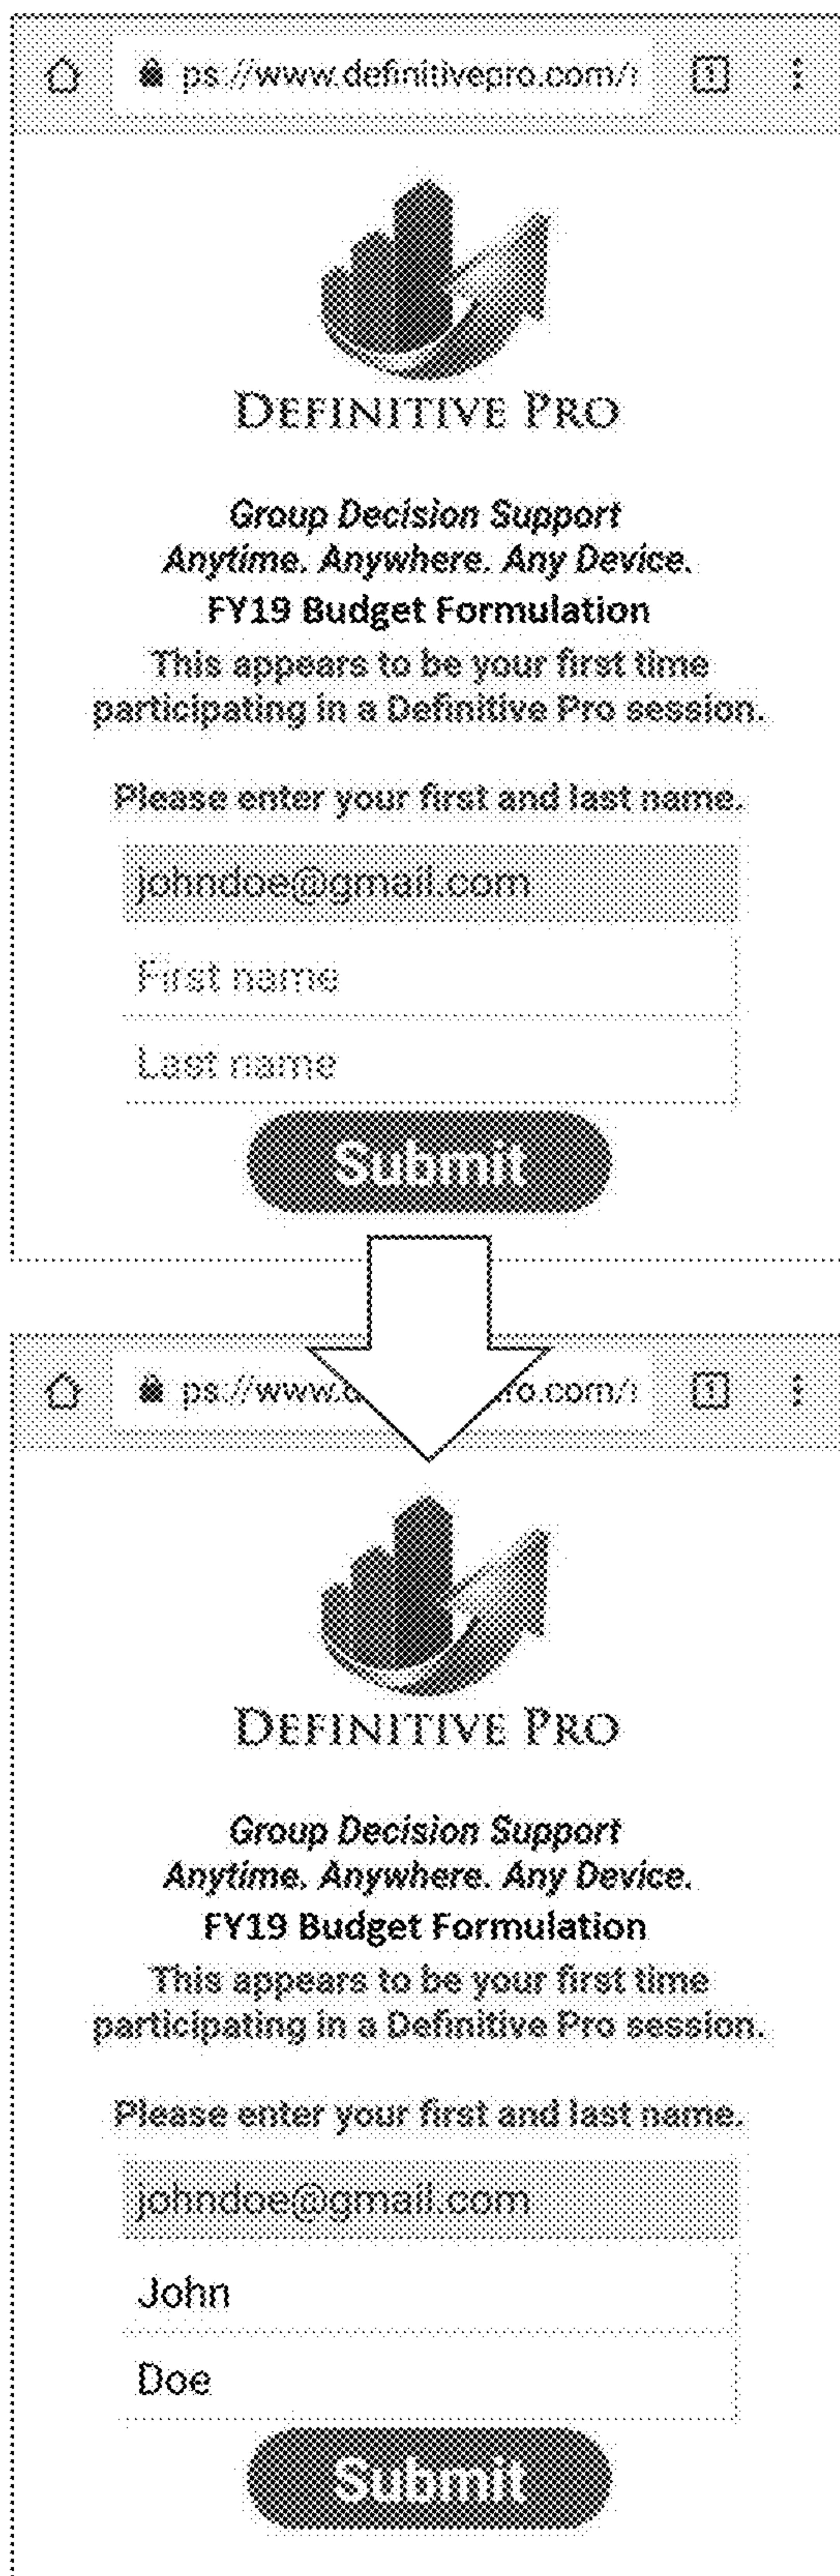 ps://www.definitivepro.com/r
1
DEFINITIVE PRO
Group Decision Support
Anytime. Anywhere. Any Device.
FY19 Budget Formulation
This appears to be your first time
participating in a Definitive Pro session.
Please enter your first and last name.
johndoe@gmail.com
First name
Last name
Submit
ps://www.
ro.com/r
1
DEFINITIVE PRO
Group Decision Support
Anytime. Anywhere. Any Device.
FY19 Budget Formulation
This appears to be your first time
participating in a Definitive Pro session.
Please enter your first and last name.
johndoe@gmail.com
John
Doe
Submit